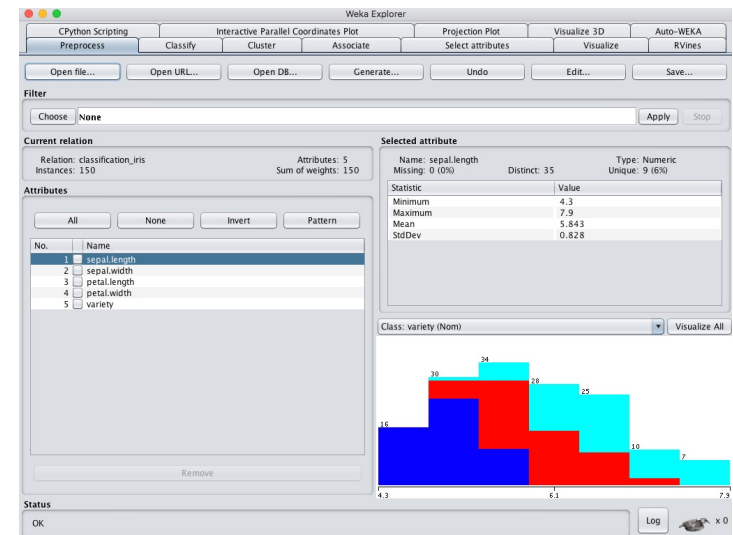 Weka Explorer
CPython Scripting Interactive Parallel Coordinates Plot Projection Plot Visualize 3D Auto-WEKA
Preprocess Classify Cluster Associate Select attributes Visualize RVines
Open file... Open URL... Open DB... Generate... Undo Edit... Save...
Filter
Choose None Apply Stop
Current relation
Relation: classification_iris Attributes: 5
Instances: 150 Sum of weights: 150
Attributes
All None Invert Pattern
No. Name
1 sepal.length
2 sepal.width
3 petal.length
4 petal.width
5 variety
Remove
Selected attribute
Name: sepal.length Type: Numeric
Missing: 0 (0%) Distinct: 35 Unique: 9 (6%)
Statistic Value
Minimum 4.3
Maximum 7.9
Mean 5.843
StdDev 0.828
Class: variety (Nom) Visualize All
16 30 34 28 25 10 7
4.3 6.1 7.9
Status
OK
Log x 0